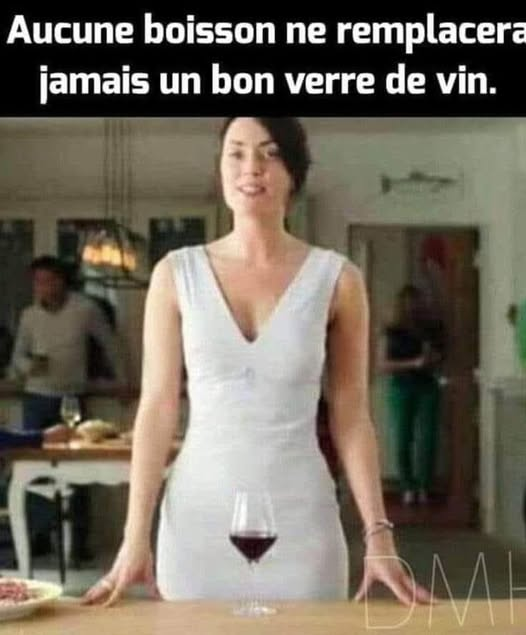 Aucune boisson ne remplacera
jamais un bon verre de vin.
DMH